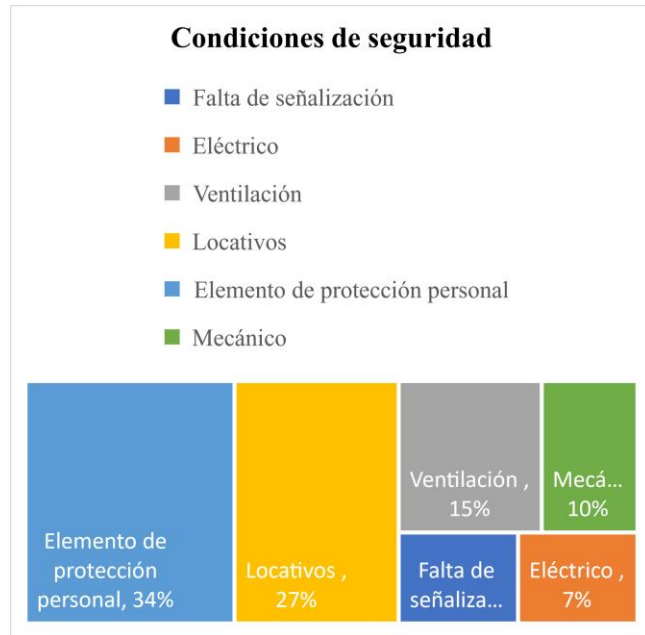 Condiciones de seguridad
Falta de señalización
Eléctrico
Ventilación
Locativos
Elemento de protección personal
Mecánico
Elemento de
protección
personal, 34%
Locativos ,
27%
Ventilación ,
15%
Mecá...
10%
Falta de
señaliza...
Eléctrico ,
7%